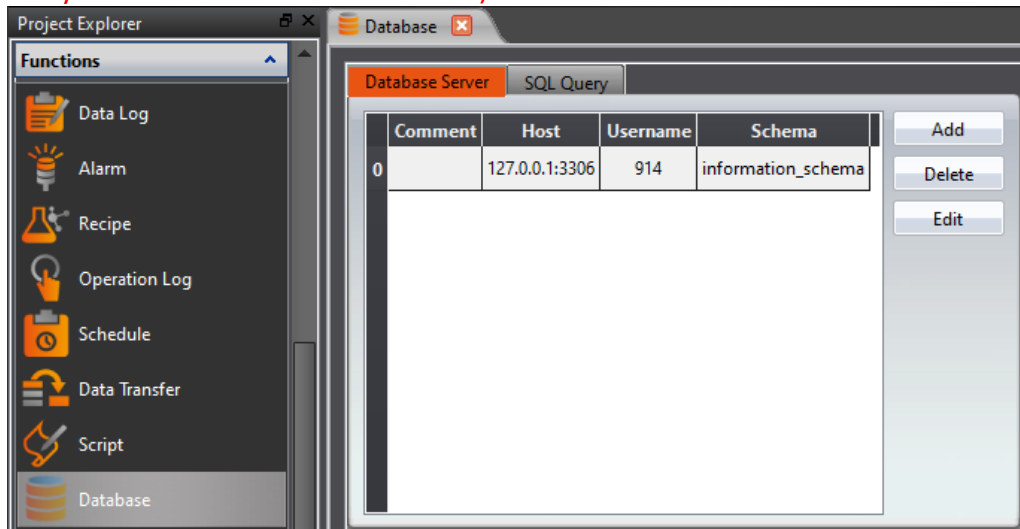 Project Explorer
Database
Functions
Data Log
Alarm
Recipe
Operation Log
Schedule
Data Transfer
Script
Database
Database Server
SQL Query
Comment Host Username Schema
0 127.0.0.1:3306 914 information_schema
Add
Delete
Edit